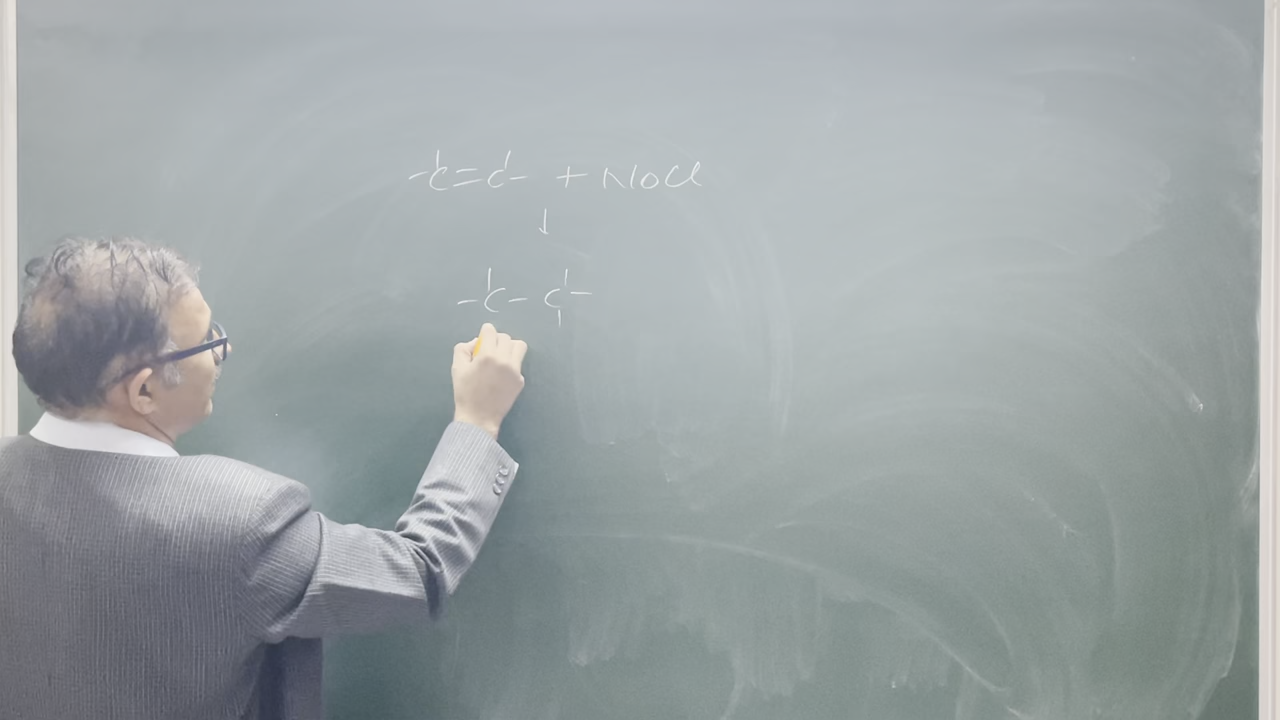 -C=C- + NOCl
↓
-C-C-